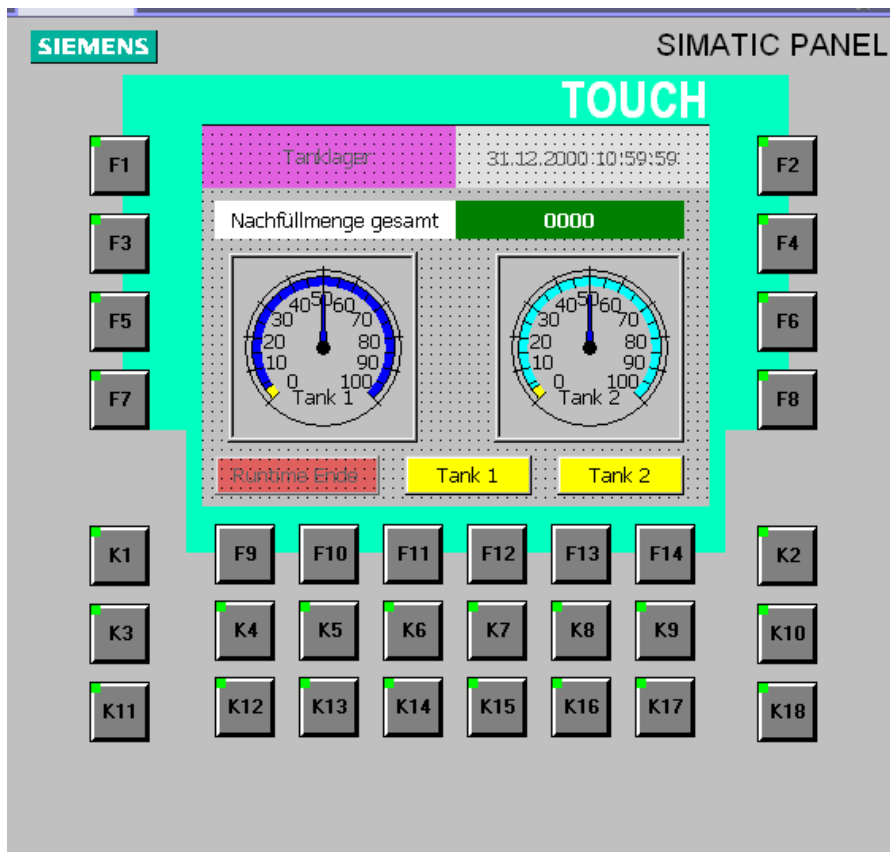 SIEMENS
SIMATIC PANEL
TOUCH
F1
Tanklager
31.12.2000 10:59:59
F2
Nachfüllmenge gesamt
0000
F3
F4
0 10 20 30 40 50 60 70 80 90 100
Tank 1
0 10 20 30 40 50 60 70 80 90 100
Tank 2
F5
F6
F7
F8
Runtime Ende
Tank 1
Tank 2
K1
F9 F10 F11 F12 F13 F14
K2
K3
K4 K5 K6 K7 K8 K9
K10
K11
K12 K13 K14 K15 K16 K17
K18